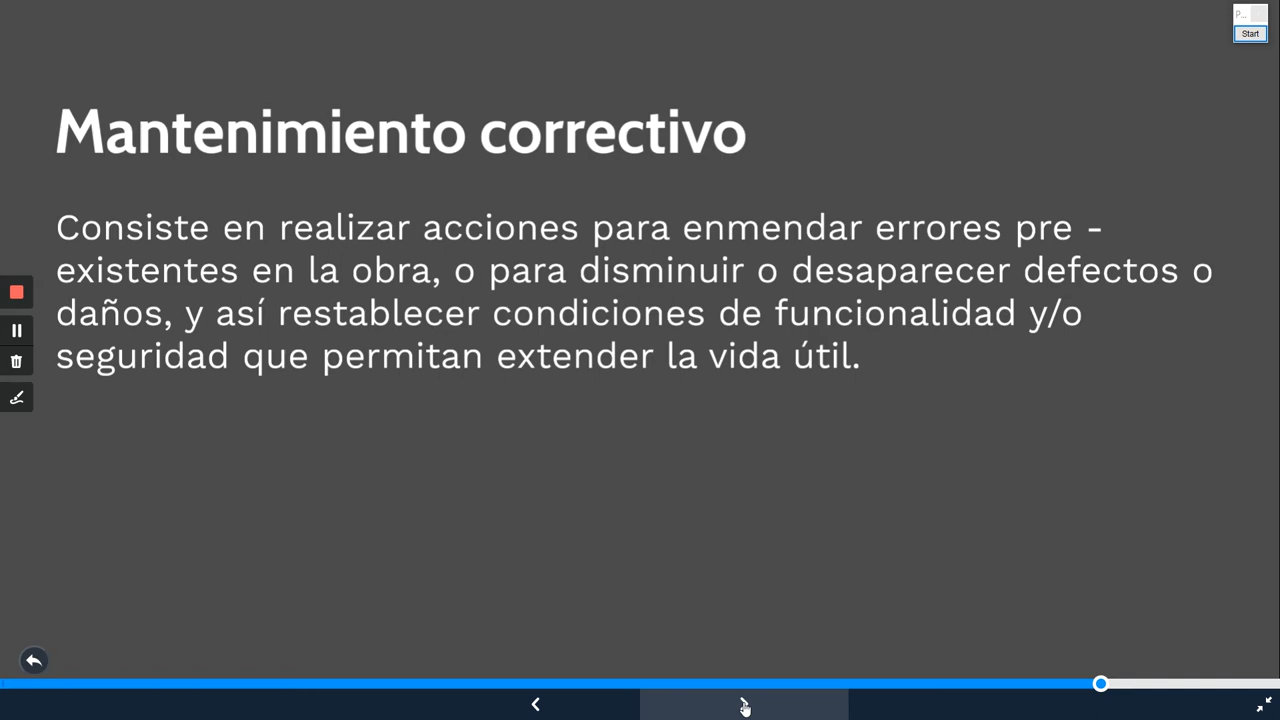 P...
Start
Mantenimiento correctivo
Consiste en realizar acciones para enmendar errores pre -
existentes en la obra, o para disminuir o desaparecer defectos o
daños, y así restablecer condiciones de funcionalidad y/o
seguridad que permitan extender la vida útil.